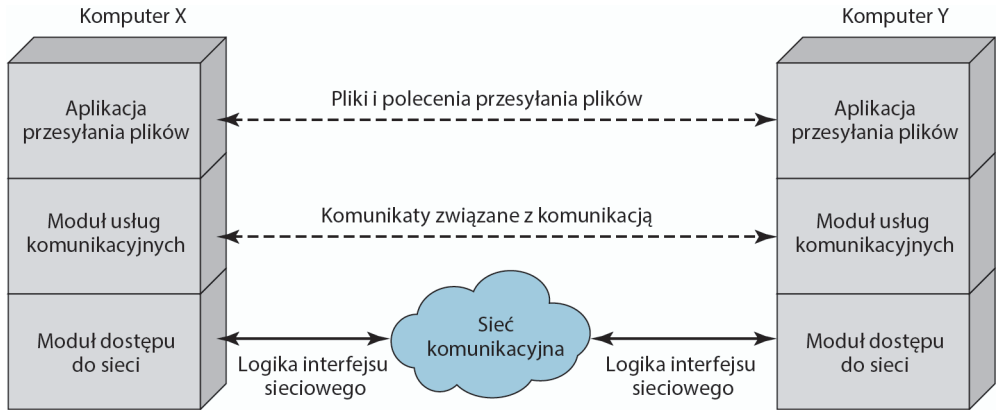 Komputer X
Komputer Y
Aplikacja
przesyłania plików
Pliki i polecenia przesyłania plików
Aplikacja
przesyłania plików
Moduł usług
komunikacyjnych
Komunikaty związane z komunikacją
Moduł usług
komunikacyjnych
Moduł dostępu
do sieci
Logika interfejsu
sieciowego
Sieć
komunikacyjna
Logika interfejsu
sieciowego
Moduł dostępu
do sieci